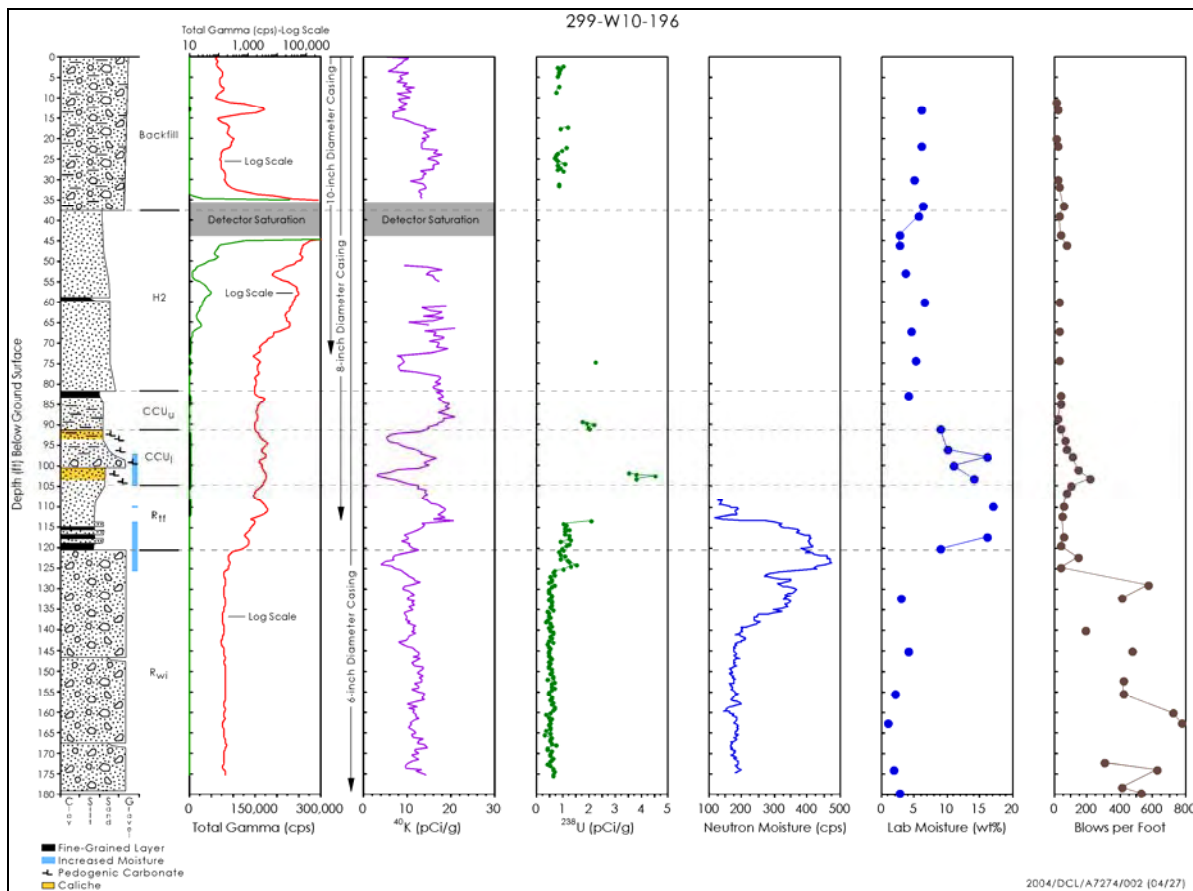 299-W10-196
Total Gamma (cps)-Log Scale
10 1,000 100,000
Depth (ft) Below Ground Surface
0
5
10
15
20
25
30
35
40
45
50
55
60
65
70
75
80
85
90
95
100
105
110
115
120
125
130
135
140
145
150
155
160
165
170
175
180
Clay Silt Sand Gravel
Backfill
H2
CCUu
CCUl
Rtf
Rwi
Log Scale
Detector Saturation
Log Scale
Log Scale
0 150,000 300,000
Total Gamma (cps)
10-inch Diameter Casing
8-inch Diameter Casing
6-inch Diameter Casing
Detector Saturation
0 10 20 30
40K (pCi/g)
0 1 2 3 4 5
238U (pCi/g)
100 200 300 400 500
Neutron Moisture (cps)
0 5 10 15 20
Lab Moisture (wt%)
0 200 400 600 800
Blows per Foot
Fine-Grained Layer
Increased Moisture
Pedogenic Carbonate
Caliche
2004/DCL/A7274/002 (04/27)